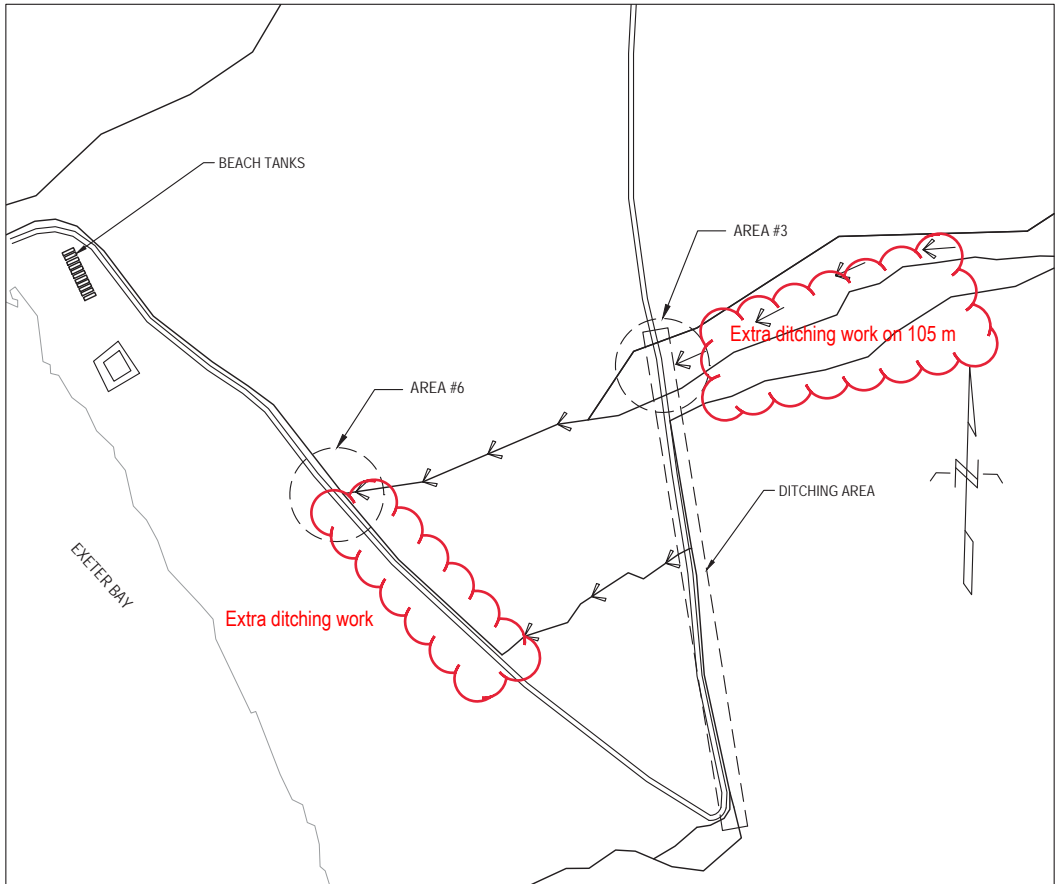 BEACH TANKS
AREA #3
Extra ditching work on 105 m
AREA #6
DITCHING AREA
EXETER BAY
Extra ditching work
N